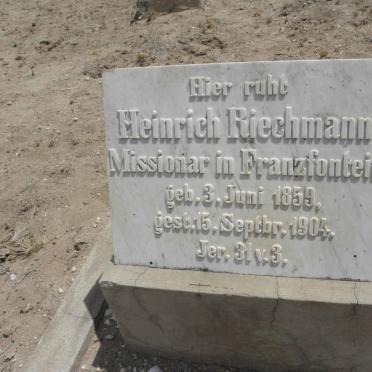 Hier ruht
Heinrich Riechmann
Missionar in Franzfontei
geb. 3. Juni 1859.
gest. 15. Septbr. 1904.
Jer. 31 v. 3.